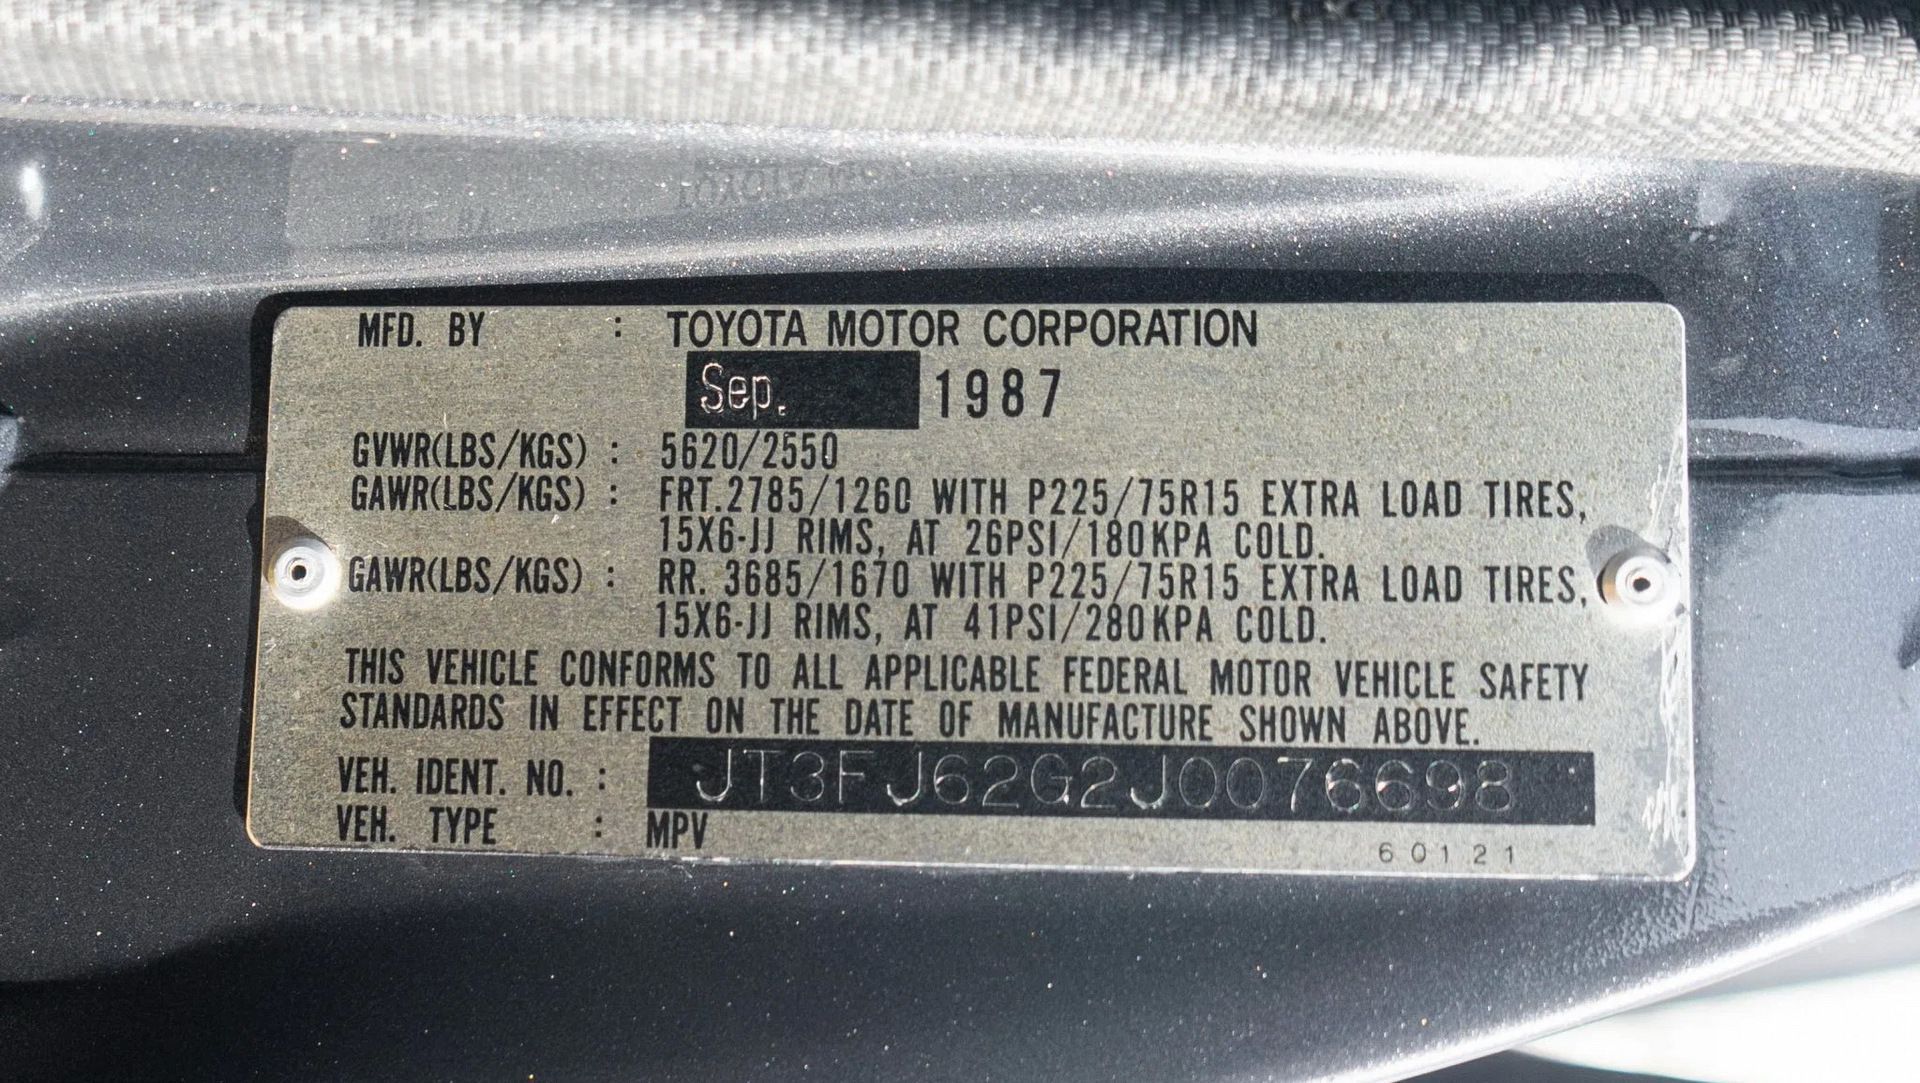 MFD. BY : TOYOTA MOTOR CORPORATION
Sep. 1987
GVWR(LBS/KGS) : 5620/2550
GAWR(LBS/KGS) : FRT.2785/1260 WITH P225/75R15 EXTRA LOAD TIRES,
15X6-JJ RIMS, AT 26PSI/180KPA COLD.
GAWR(LBS/KGS) : RR. 3685/1670 WITH P225/75R15 EXTRA LOAD TIRES,
15X6-JJ RIMS, AT 41PSI/280KPA COLD.
THIS VEHICLE CONFORMS TO ALL APPLICABLE FEDERAL MOTOR VEHICLE SAFETY
STANDARDS IN EFFECT ON THE DATE OF MANUFACTURE SHOWN ABOVE.
VEH. IDENT. NO. : JT3FJ62G2J0076698
VEH. TYPE : MPV
60121